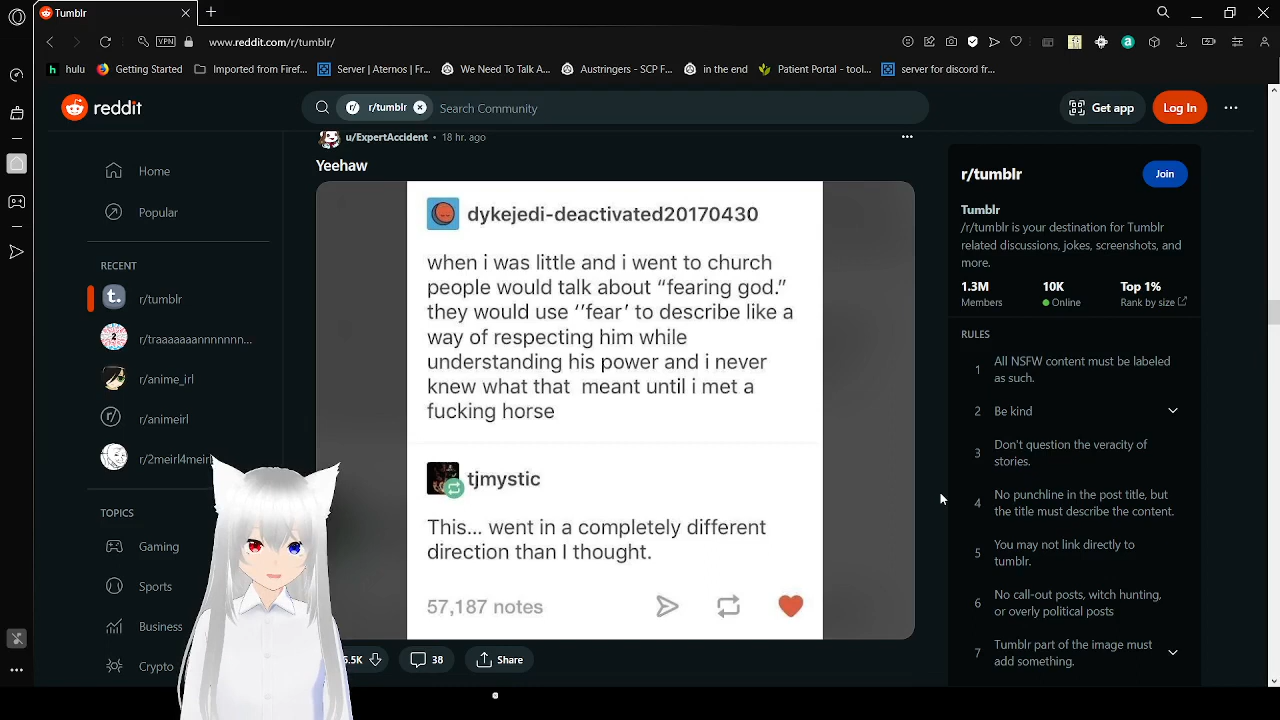 Tumblr
VPN
www.reddit.com/r/tumblr/
hulu
Getting Started
Imported from Firef...
Server | Aternos | Fr...
We Need To Talk A...
Austringers - SCP F...
in the end
Patient Portal - tool...
server for discord fr...
reddit
r/tumblr
Search Community
Get app
Log In
Home
Popular
RECENT
r/tumblr
r/traaaaaaannnnnnn...
r/anime_irl
r/animeirl
r/2meirl4meirl
TOPICS
Gaming
Sports
Business
Crypto
u/ExpertAccident • 18 hr. ago
Yeehaw
dykejedi-deactivated20170430
when i was little and i went to church
people would talk about “fearing god.”
they would use ‘’fear’ to describe like a
way of respecting him while
understanding his power and i never
knew what that meant until i met a
fucking horse
tjmystic
This... went in a completely different
direction than I thought.
57,187 notes
5.5K
38
Share
r/tumblr
Join
Tumblr
/r/tumblr is your destination for Tumblr
related discussions, jokes, screenshots, and
more.
1.3M
Members
10K
Online
Top 1%
Rank by size
RULES
1 All NSFW content must be labeled
as such.
2 Be kind
3 Don't question the veracity of
stories.
4 No punchline in the post title, but
the title must describe the content.
5 You may not link directly to
tumblr.
6 No call-out posts, witch hunting,
or overly political posts
7 Tumblr part of the image must
add something.